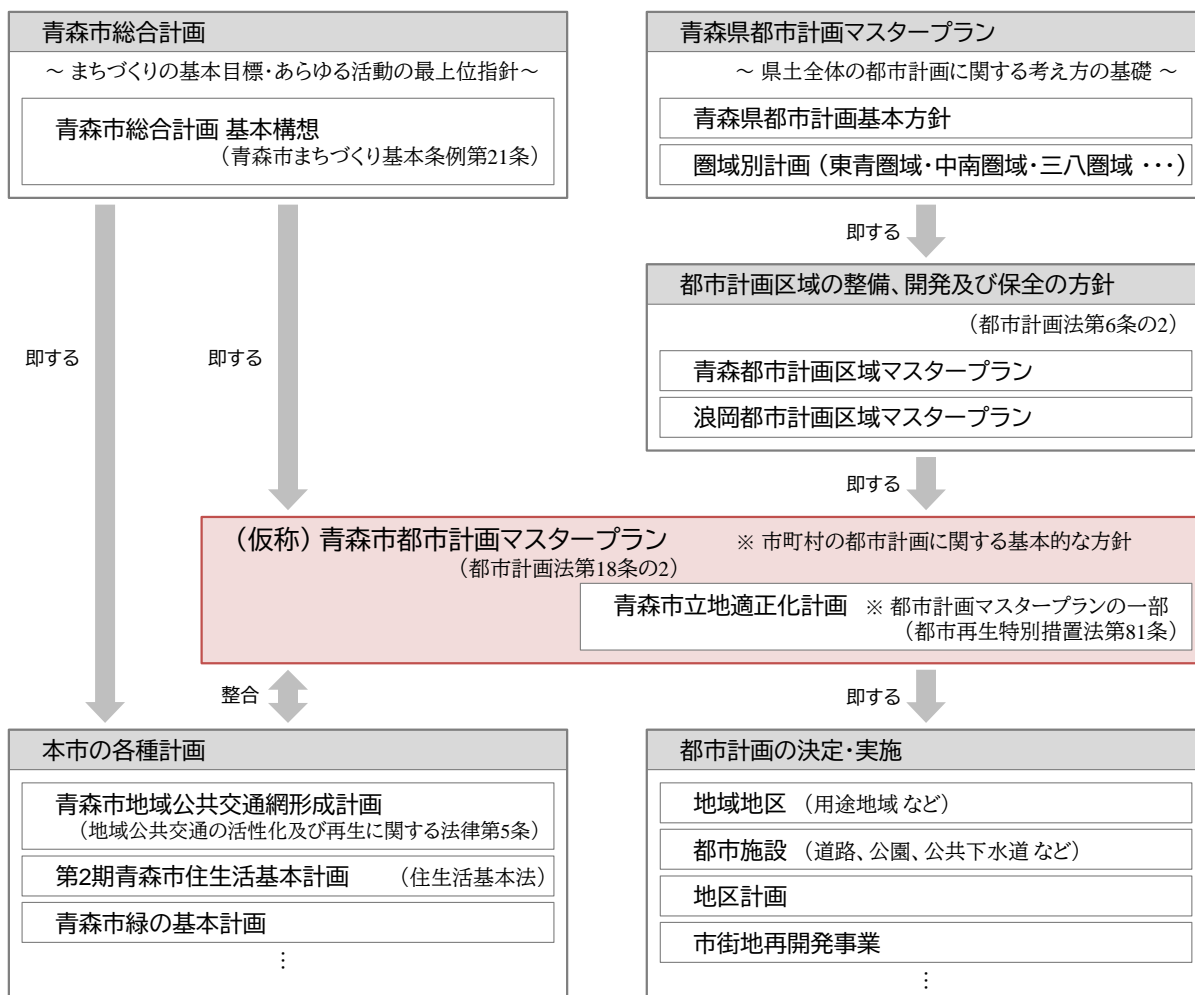 青森市総合計画
～ まちづくりの基本目標・あらゆる活動の最上位指針～
青森市総合計画 基本構想
（青森市まちづくり基本条例第21条）
青森県都市計画マスタープラン
～ 県土全体の都市計画に関する考え方の基礎 ～
青森県都市計画基本方針
圏域別計画（東青圏域・中南圏域・三八圏域 ・・・）
即する
都市計画区域の整備、開発及び保全の方針
（都市計画法第6条の2）
青森都市計画区域マスタープラン
浪岡都市計画区域マスタープラン
即する
即する
即する
（仮称）青森市都市計画マスタープラン ※ 市町村の都市計画に関する基本的な方針
（都市計画法第18条の2）
青森市立地適正化計画 ※ 都市計画マスタープランの一部
（都市再生特別措置法第81条）
整合
即する
本市の各種計画
青森市地域公共交通網形成計画
（地域公共交通の活性化及び再生に関する法律第5条）
第2期青森市住生活基本計画 （住生活基本法）
青森市緑の基本計画
⋮
都市計画の決定・実施
地域地区 （用途地域 など）
都市施設 （道路、公園、公共下水道 など）
地区計画
市街地再開発事業
⋮